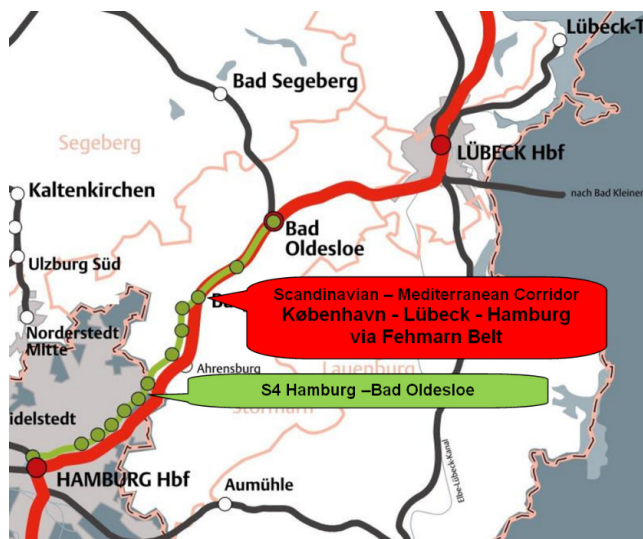 Lübeck-T
Bad Segeberg
Segeberg
LÜBECK Hbf
Kaltenkirchen
nach Bad Kleinen
Bad
Oldesloe
Ulzburg Süd
Ba
Scandinavian – Mediterranean Corridor
København - Lübeck - Hamburg
via Fehmarn Belt
Norderstedt
Mitte
Ahrensburg
Lauenburg
S4 Hamburg –Bad Oldesloe
Stormarn
idelstedt
Elbe-Lübeck-Kanal
HAMBURG Hbf
Aumühle